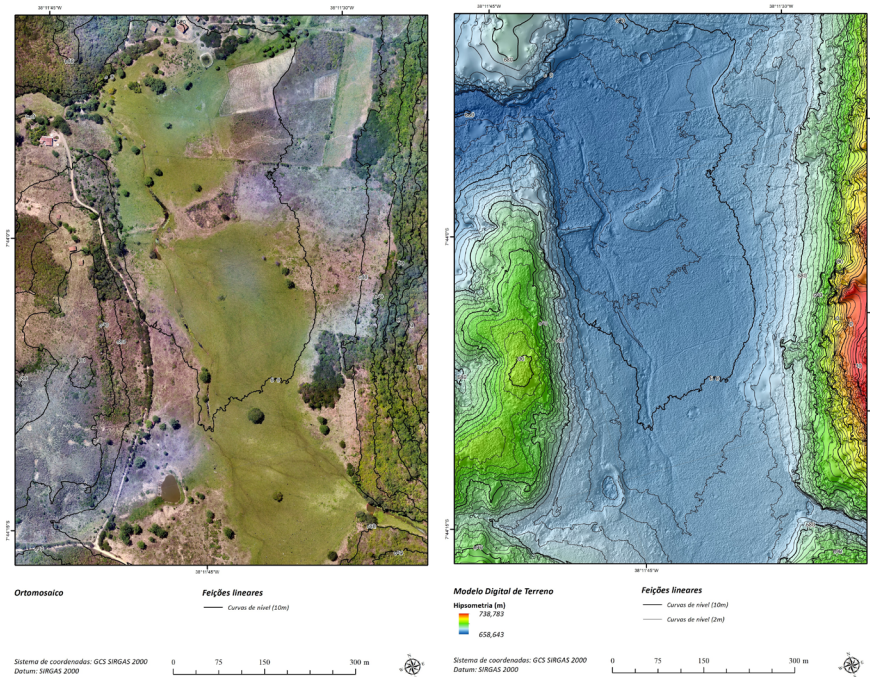 38°11'45"W
38°11'30"W
7°44'0"S
7°44'15"S
38°11'45"W
Ortomosaico
Feições lineares
Curvas de nível (10m)
Sistema de coordenadas: GCS SIRGAS 2000
Datum: SIRGAS 2000
0 75 150 300 m
38°11'45"W
38°11'30"W
7°44'0"S
7°44'15"S
38°11'45"W
Modelo Digital de Terreno
Hipsometria (m)
738,783
658,643
Feições lineares
Curvas de nível (10m)
Curvas de nível (2m)
Sistema de coordenadas: GCS SIRGAS 2000
Datum: SIRGAS 2000
0 75 150 300 m